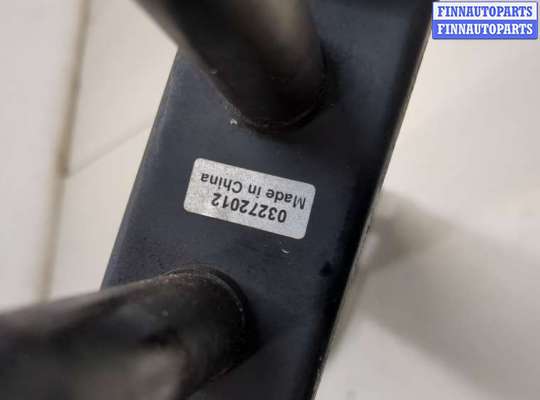 FINNAUTOPARTS
FINNAUTOPARTS
03272012
Made in China